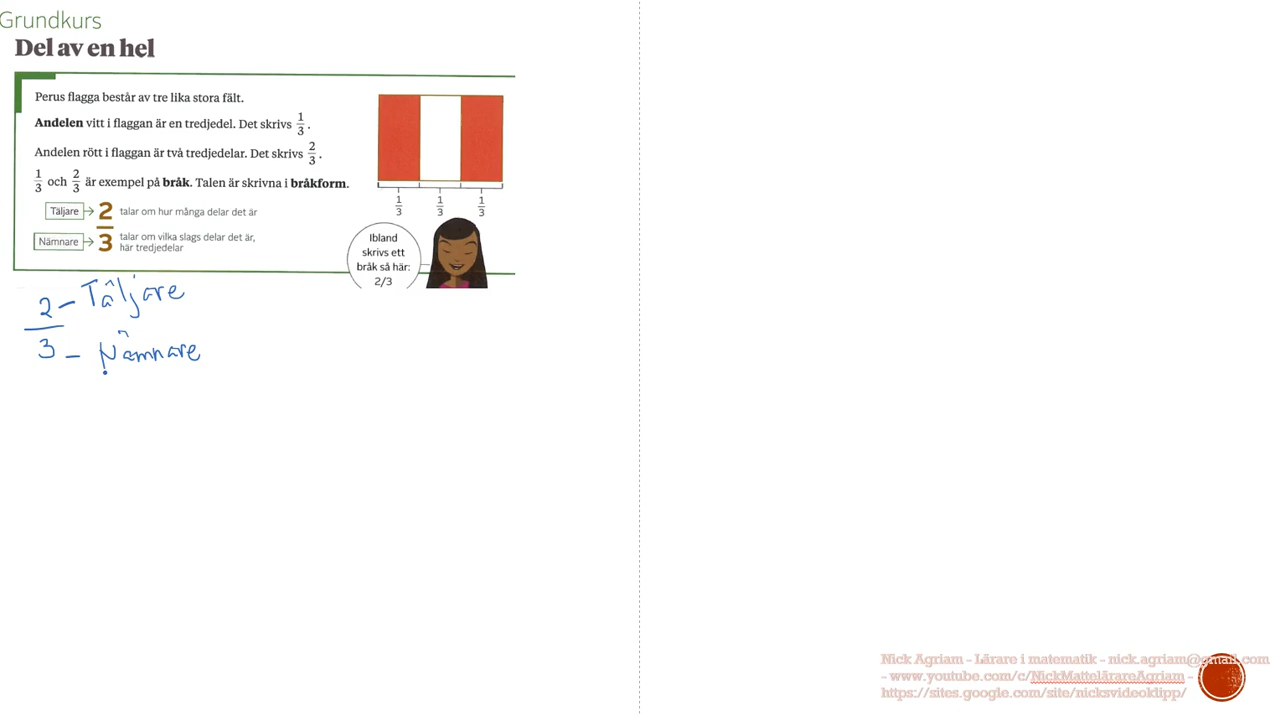 Grundkurs
Del av en hel
Perus flagga består av tre lika stora fält.
Andelen vitt i flaggan är en tredjedel. Det skrivs 1/3.
Andelen rött i flaggan är två tredjedelar. Det skrivs 2/3.
1/3 och 2/3 är exempel på bråk. Talen är skrivna i bråkform.
Täljare → 2 talar om hur många delar det är
Nämnare → 3 talar om vilka slags delar det är,
här tredjedelar
1/3 1/3 1/3
Ibland
skrivs ett
bråk så här:
2/3
2 – Täljare
3 – Nämnare
Nick Agriam - Lärare i matematik - nick.agriam@gmail.com
- www.youtube.com/c/NickMattelärareAgriam -
https://sites.google.com/site/nicksvideoklipp/